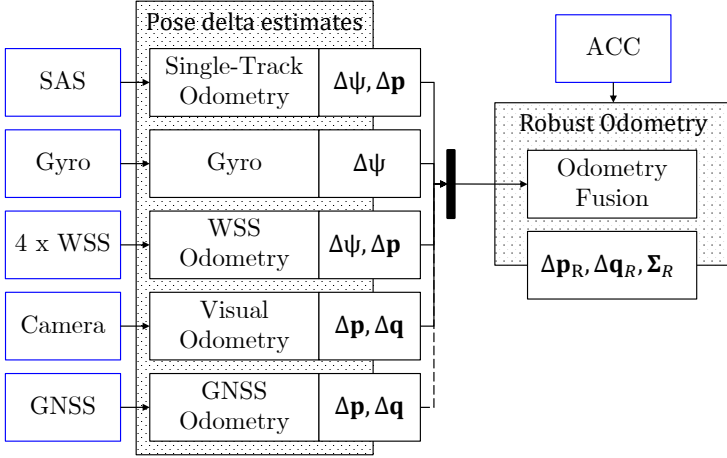 Pose delta estimates
SAS
Single-Track
Odometry
Δψ, Δp
Gyro
Gyro
Δψ
4 x WSS
WSS
Odometry
Δψ, Δp
Camera
Visual
Odometry
Δp, Δq
GNSS
GNSS
Odometry
Δp, Δq
ACC
Robust Odometry
Odometry
Fusion
Δp_R, Δq_R, Σ_R